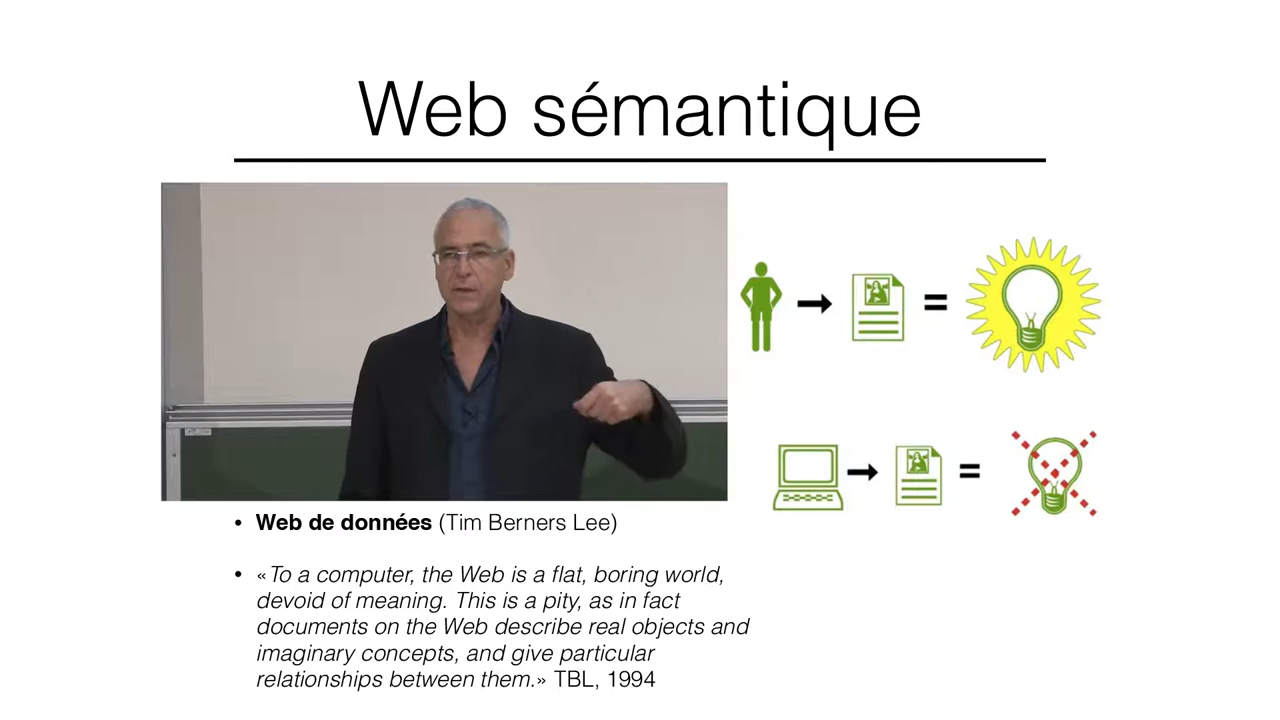 Web sémantique
• Web de données (Tim Berners Lee)
• «To a computer, the Web is a flat, boring world,
devoid of meaning. This is a pity, as in fact
documents on the Web describe real objects and
imaginary concepts, and give particular
relationships between them.» TBL, 1994